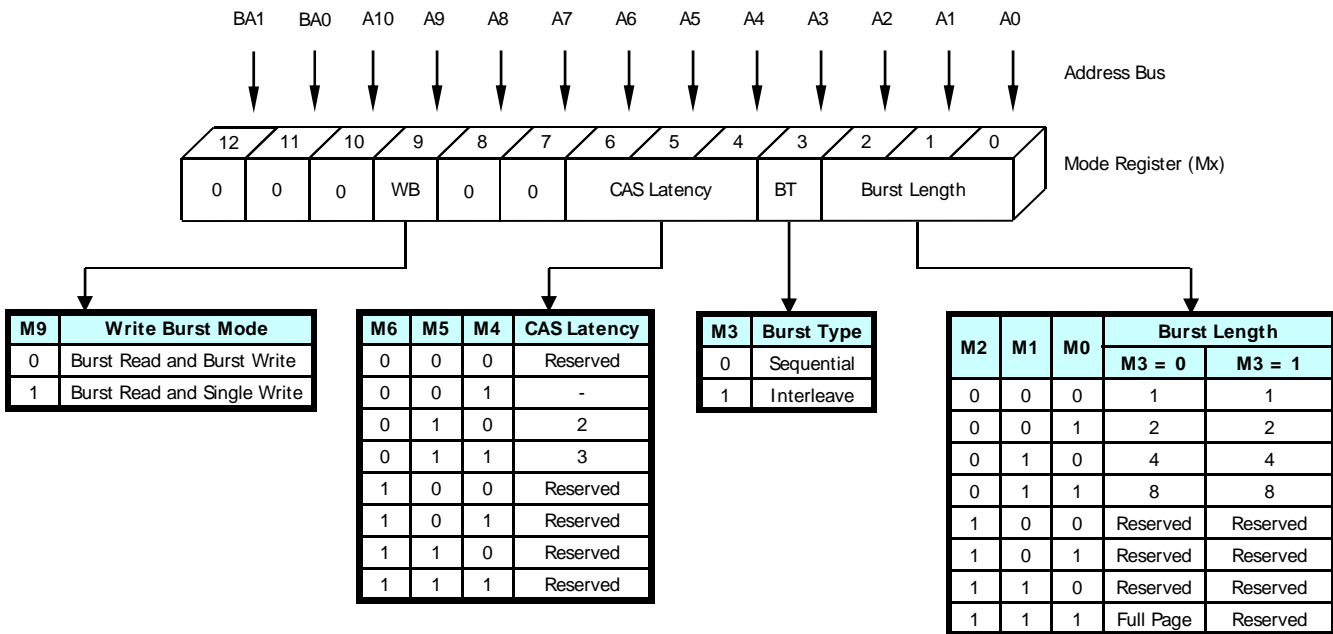 BA1 BA0 A10 A9 A8 A7 A6 A5 A4 A3 A2 A1 A0
Address Bus
12 11 10 9 8 7 6 5 4 3 2 1 0
Mode Register (Mx)
0 0 0 WB 0 0 CAS Latency BT Burst Length
M9 Write Burst Mode
0 Burst Read and Burst Write
1 Burst Read and Single Write
M6 M5 M4 CAS Latency
0 0 0 Reserved
0 0 1 -
0 1 0 2
0 1 1 3
1 0 0 Reserved
1 0 1 Reserved
1 1 0 Reserved
1 1 1 Reserved
M3 Burst Type
0 Sequential
1 Interleave
M2 M1 M0 Burst Length
M3 = 0 M3 = 1
0 0 0 1 1
0 0 1 2 2
0 1 0 4 4
0 1 1 8 8
1 0 0 Reserved Reserved
1 0 1 Reserved Reserved
1 1 0 Reserved Reserved
1 1 1 Full Page Reserved